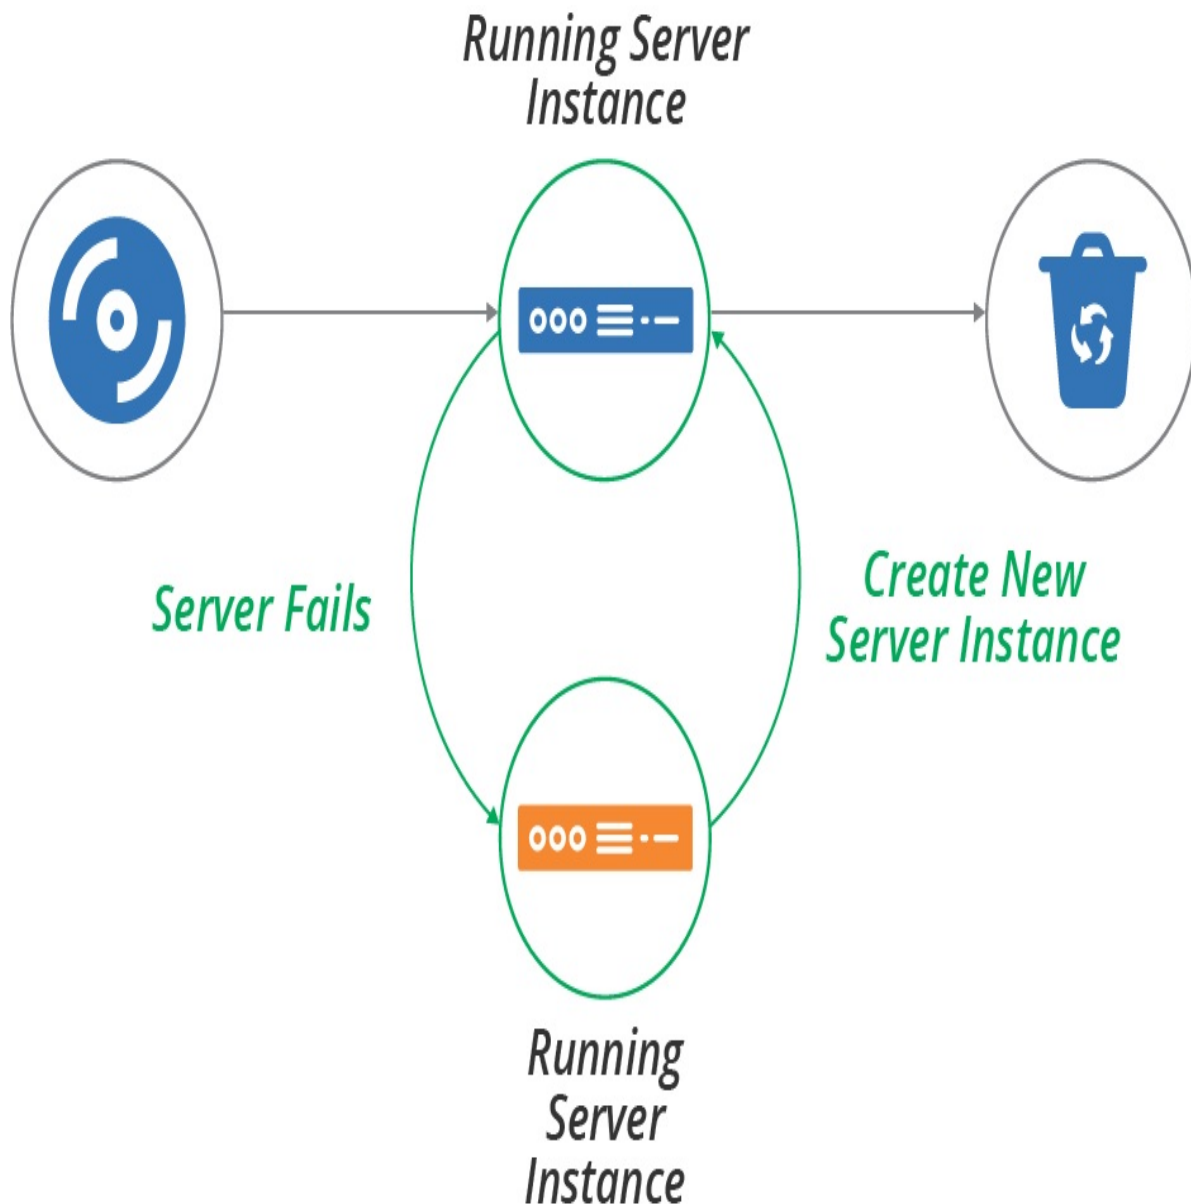 Running Server
Instance
Server Fails
Create New
Server Instance
Running
Server
Instance